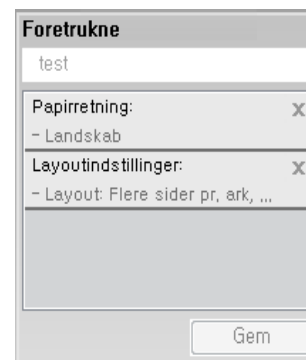 Foretrukne
test
Papirretning:
x
- Landskab
Layoutindstillinger:
x
- Layout: Flere sider pr, ark, ...
Gem